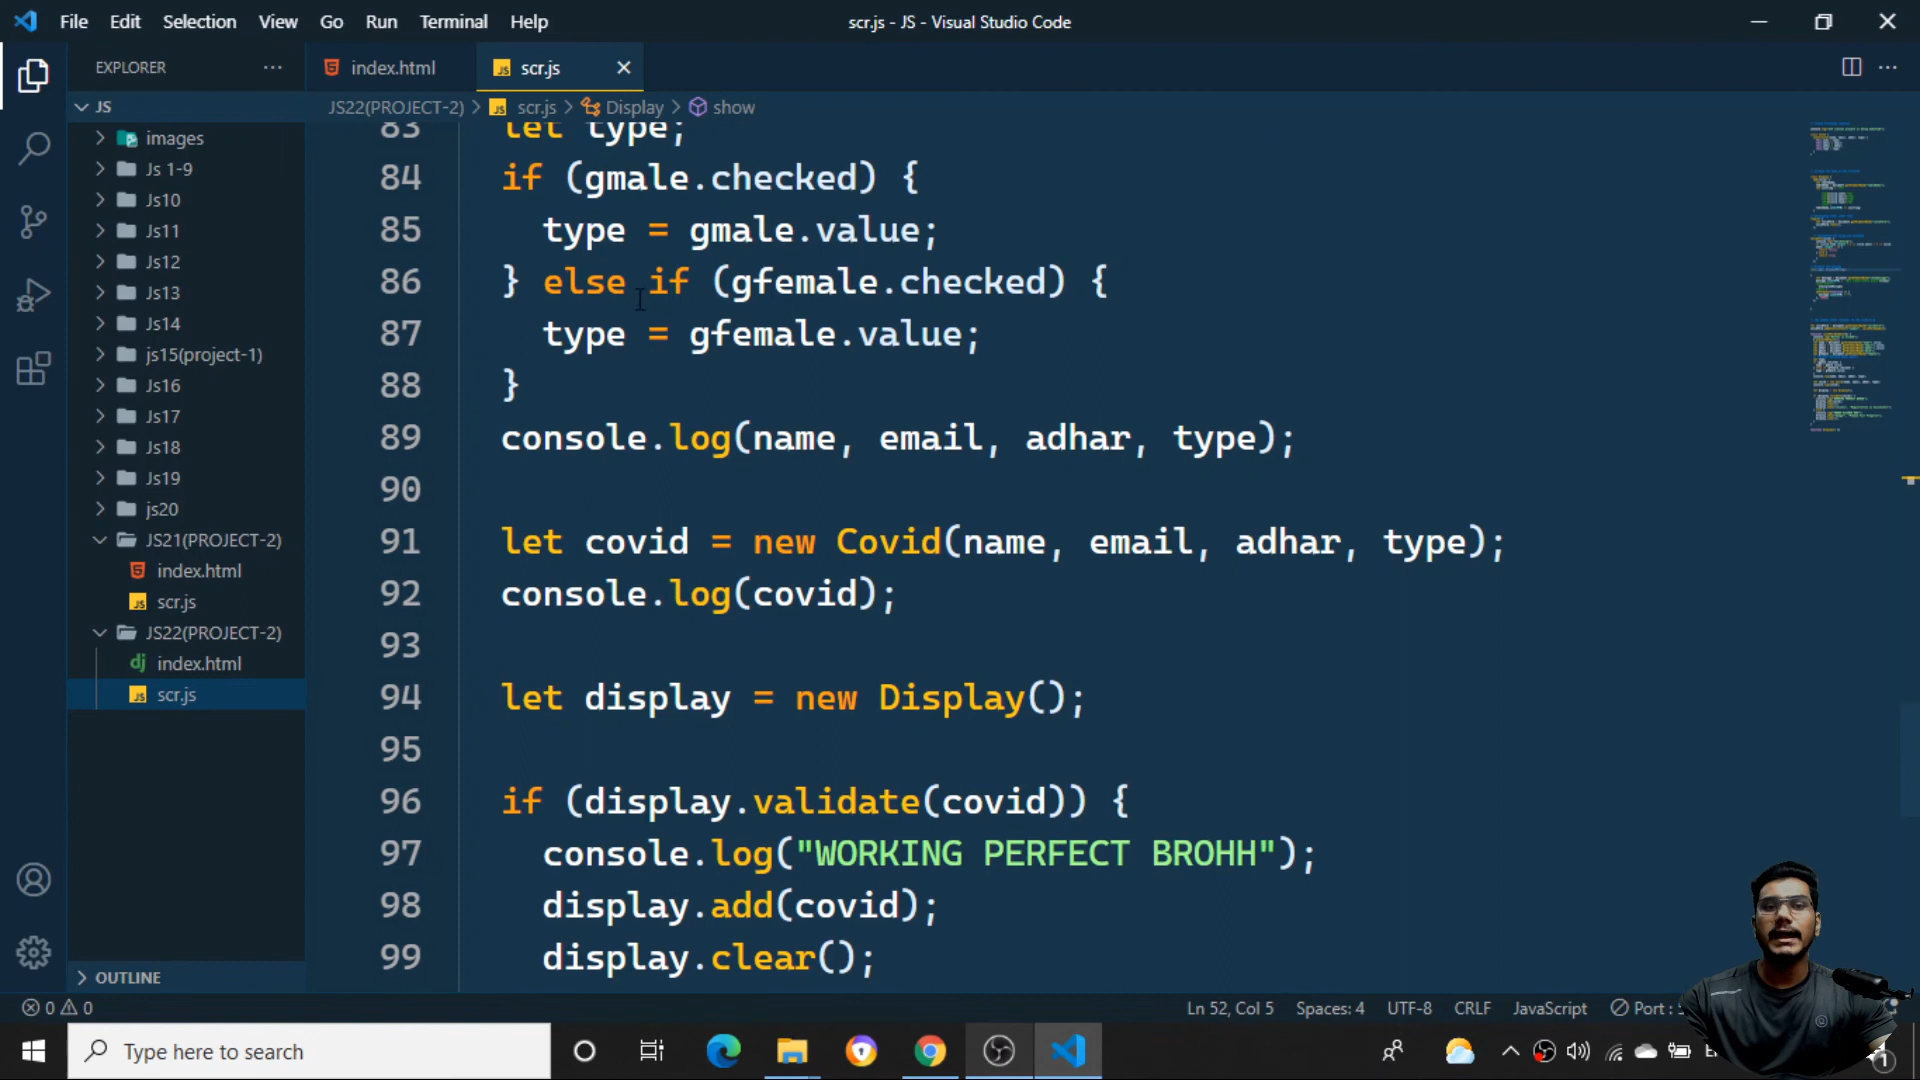 File Edit Selection View Go Run Terminal Help
scr.js - JS - Visual Studio Code
EXPLORER
index.html
scr.js
JS
JS22(PROJECT-2) > scr.js > Display > show
images
Js 1-9
Js10
Js11
Js12
Js13
Js14
js15(project-1)
Js16
Js17
Js18
Js19
js20
JS21(PROJECT-2)
index.html
scr.js
JS22(PROJECT-2)
index.html
scr.js
OUTLINE
83 let type;
84 if (gmale.checked) {
85 type = gmale.value;
86 } else if (gfemale.checked) {
87 type = gfemale.value;
88 }
89 console.log(name, email, adhar, type);
90
91 let covid = new Covid(name, email, adhar, type);
92 console.log(covid);
93
94 let display = new Display();
95
96 if (display.validate(covid)) {
97 console.log("WORKING PERFECT BROHH");
98 display.add(covid);
99 display.clear();
0 0
Ln 52, Col 5 Spaces: 4 UTF-8 CRLF JavaScript Port :
Type here to search
1